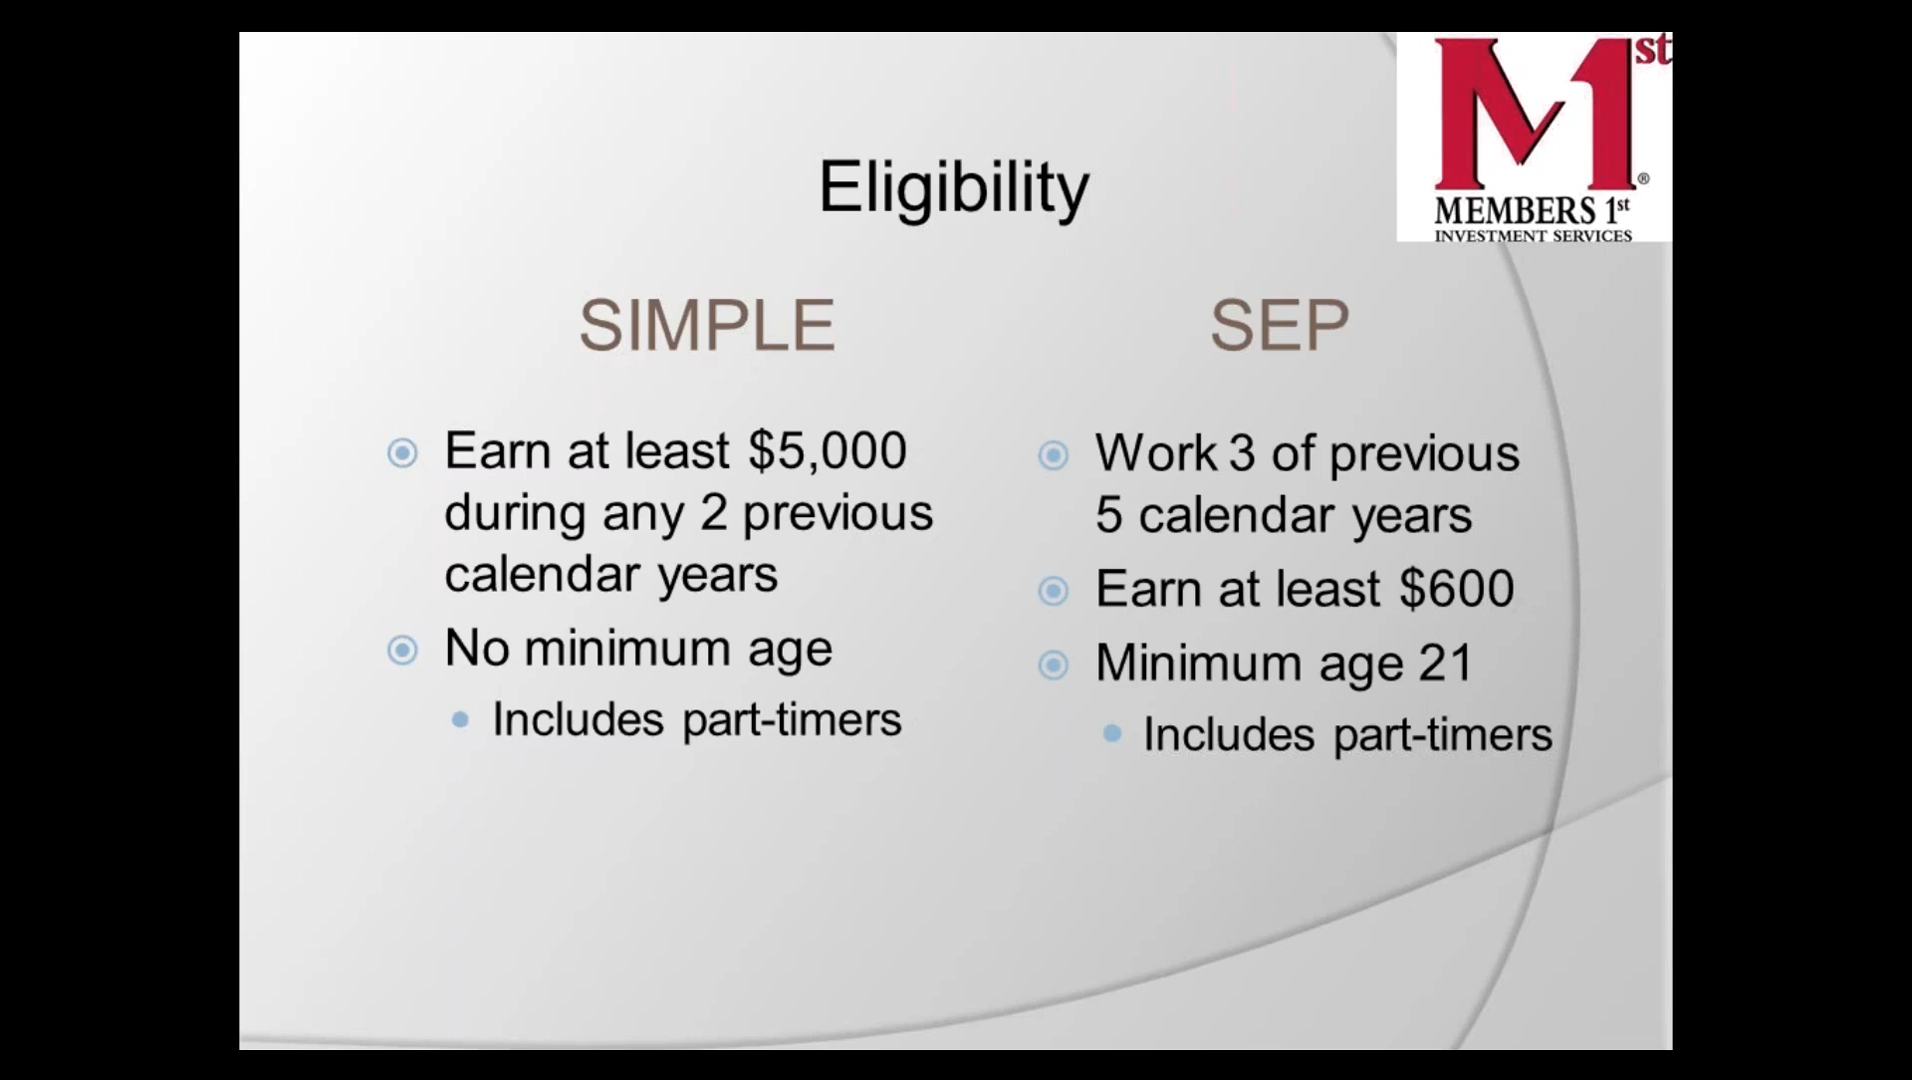 M1st®
MEMBERS 1st
INVESTMENT SERVICES
Eligibility
SIMPLE
Earn at least $5,000
during any 2 previous
calendar years
No minimum age
Includes part-timers
SEP
Work 3 of previous
5 calendar years
Earn at least $600
Minimum age 21
Includes part-timers